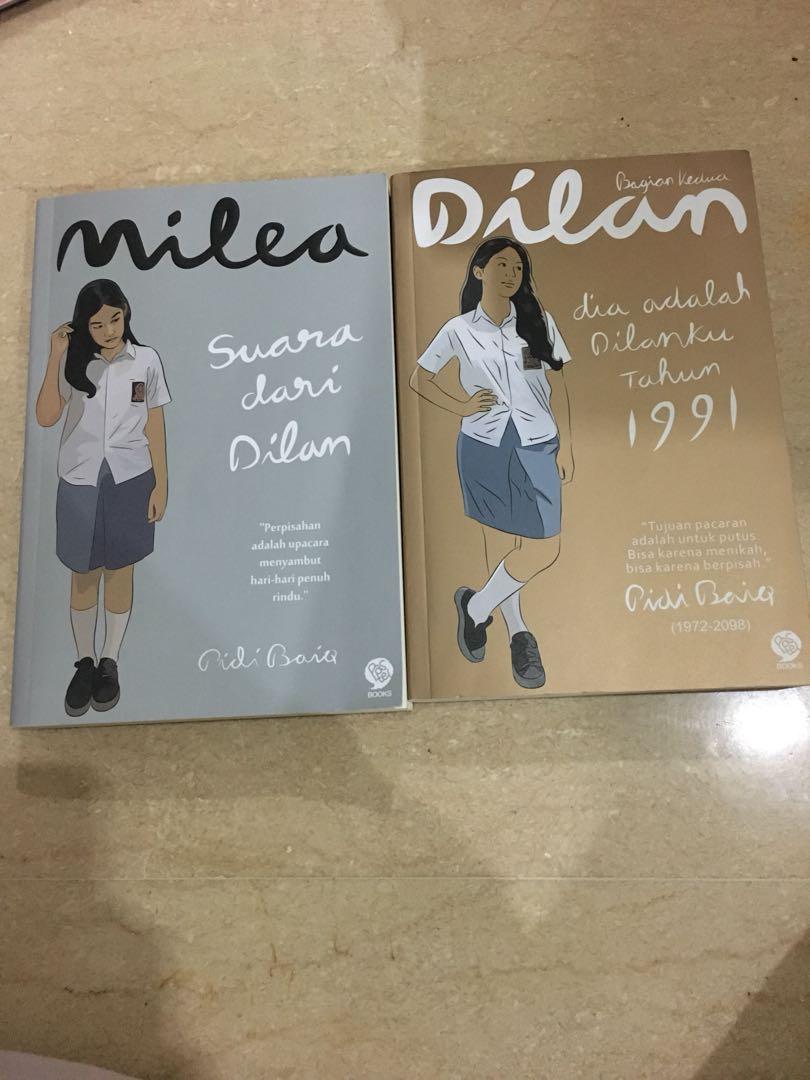 Milea
Suara
dari
Dilan
"Perpisahan
adalah upacara
menyambut
hari-hari penuh
rindu."
Pidi Baiq
BOOKS
Bagian Kedua
Dilan
dia adalah
Dilanku
Tahun
1991
"Tujuan pacaran
adalah untuk putus.
Bisa karena menikah,
bisa karena berpisah."
Pidi Baiq
(1972-2098)
BOOKS